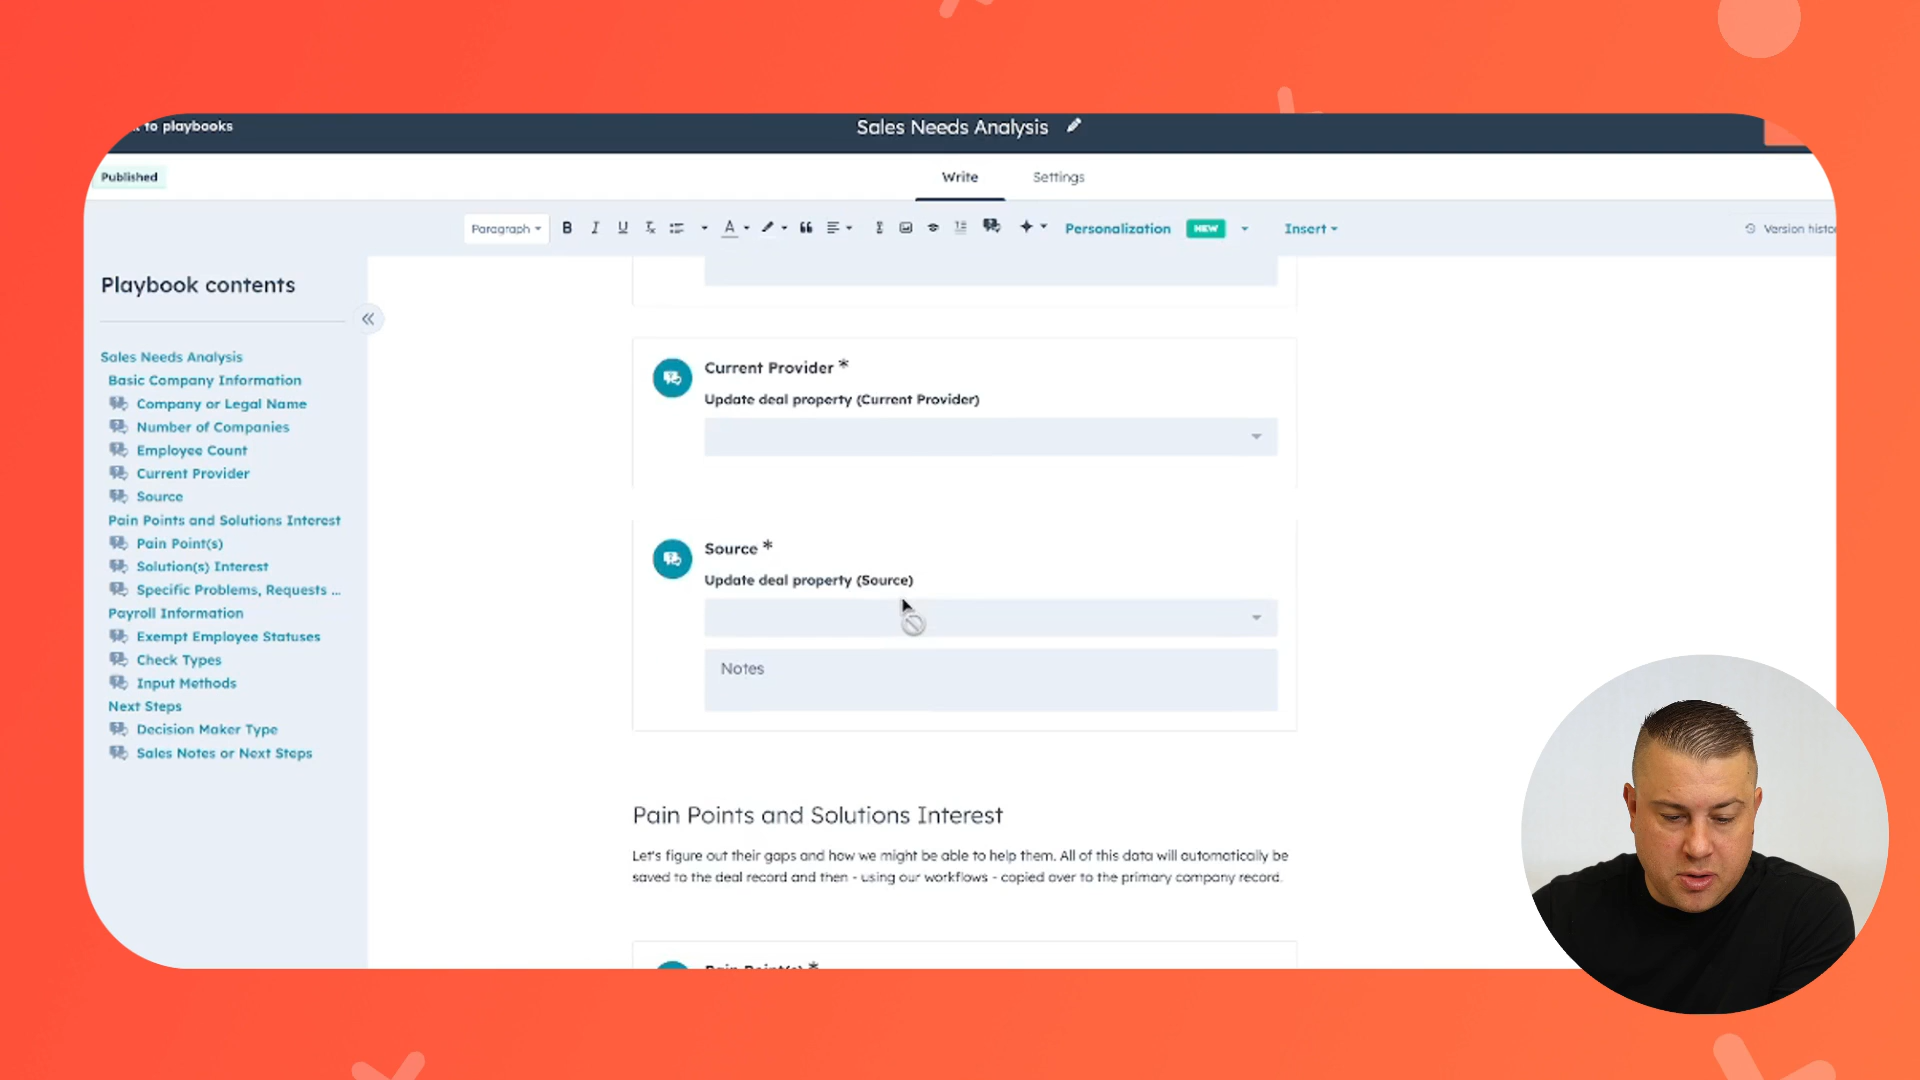 to playbooks
Sales Needs Analysis
Published
Write
Settings
Paragraph
B I U
A
Personalization
NEW
Insert
Version histo
Playbook contents
Sales Needs Analysis
Basic Company Information
Company or Legal Name
Number of Companies
Employee Count
Current Provider
Source
Pain Points and Solutions Interest
Pain Point(s)
Solution(s) Interest
Specific Problems, Requests ...
Payroll Information
Exempt Employee Statuses
Check Types
Input Methods
Next Steps
Decision Maker Type
Sales Notes or Next Steps
Current Provider *
Update deal property (Current Provider)
Source *
Update deal property (Source)
Notes
Pain Points and Solutions Interest
Let's figure out their gaps and how we might be able to help them. All of this data will automatically be
saved to the deal record and then - using our workflows - copied over to the primary company record.
Pain Point(s) *